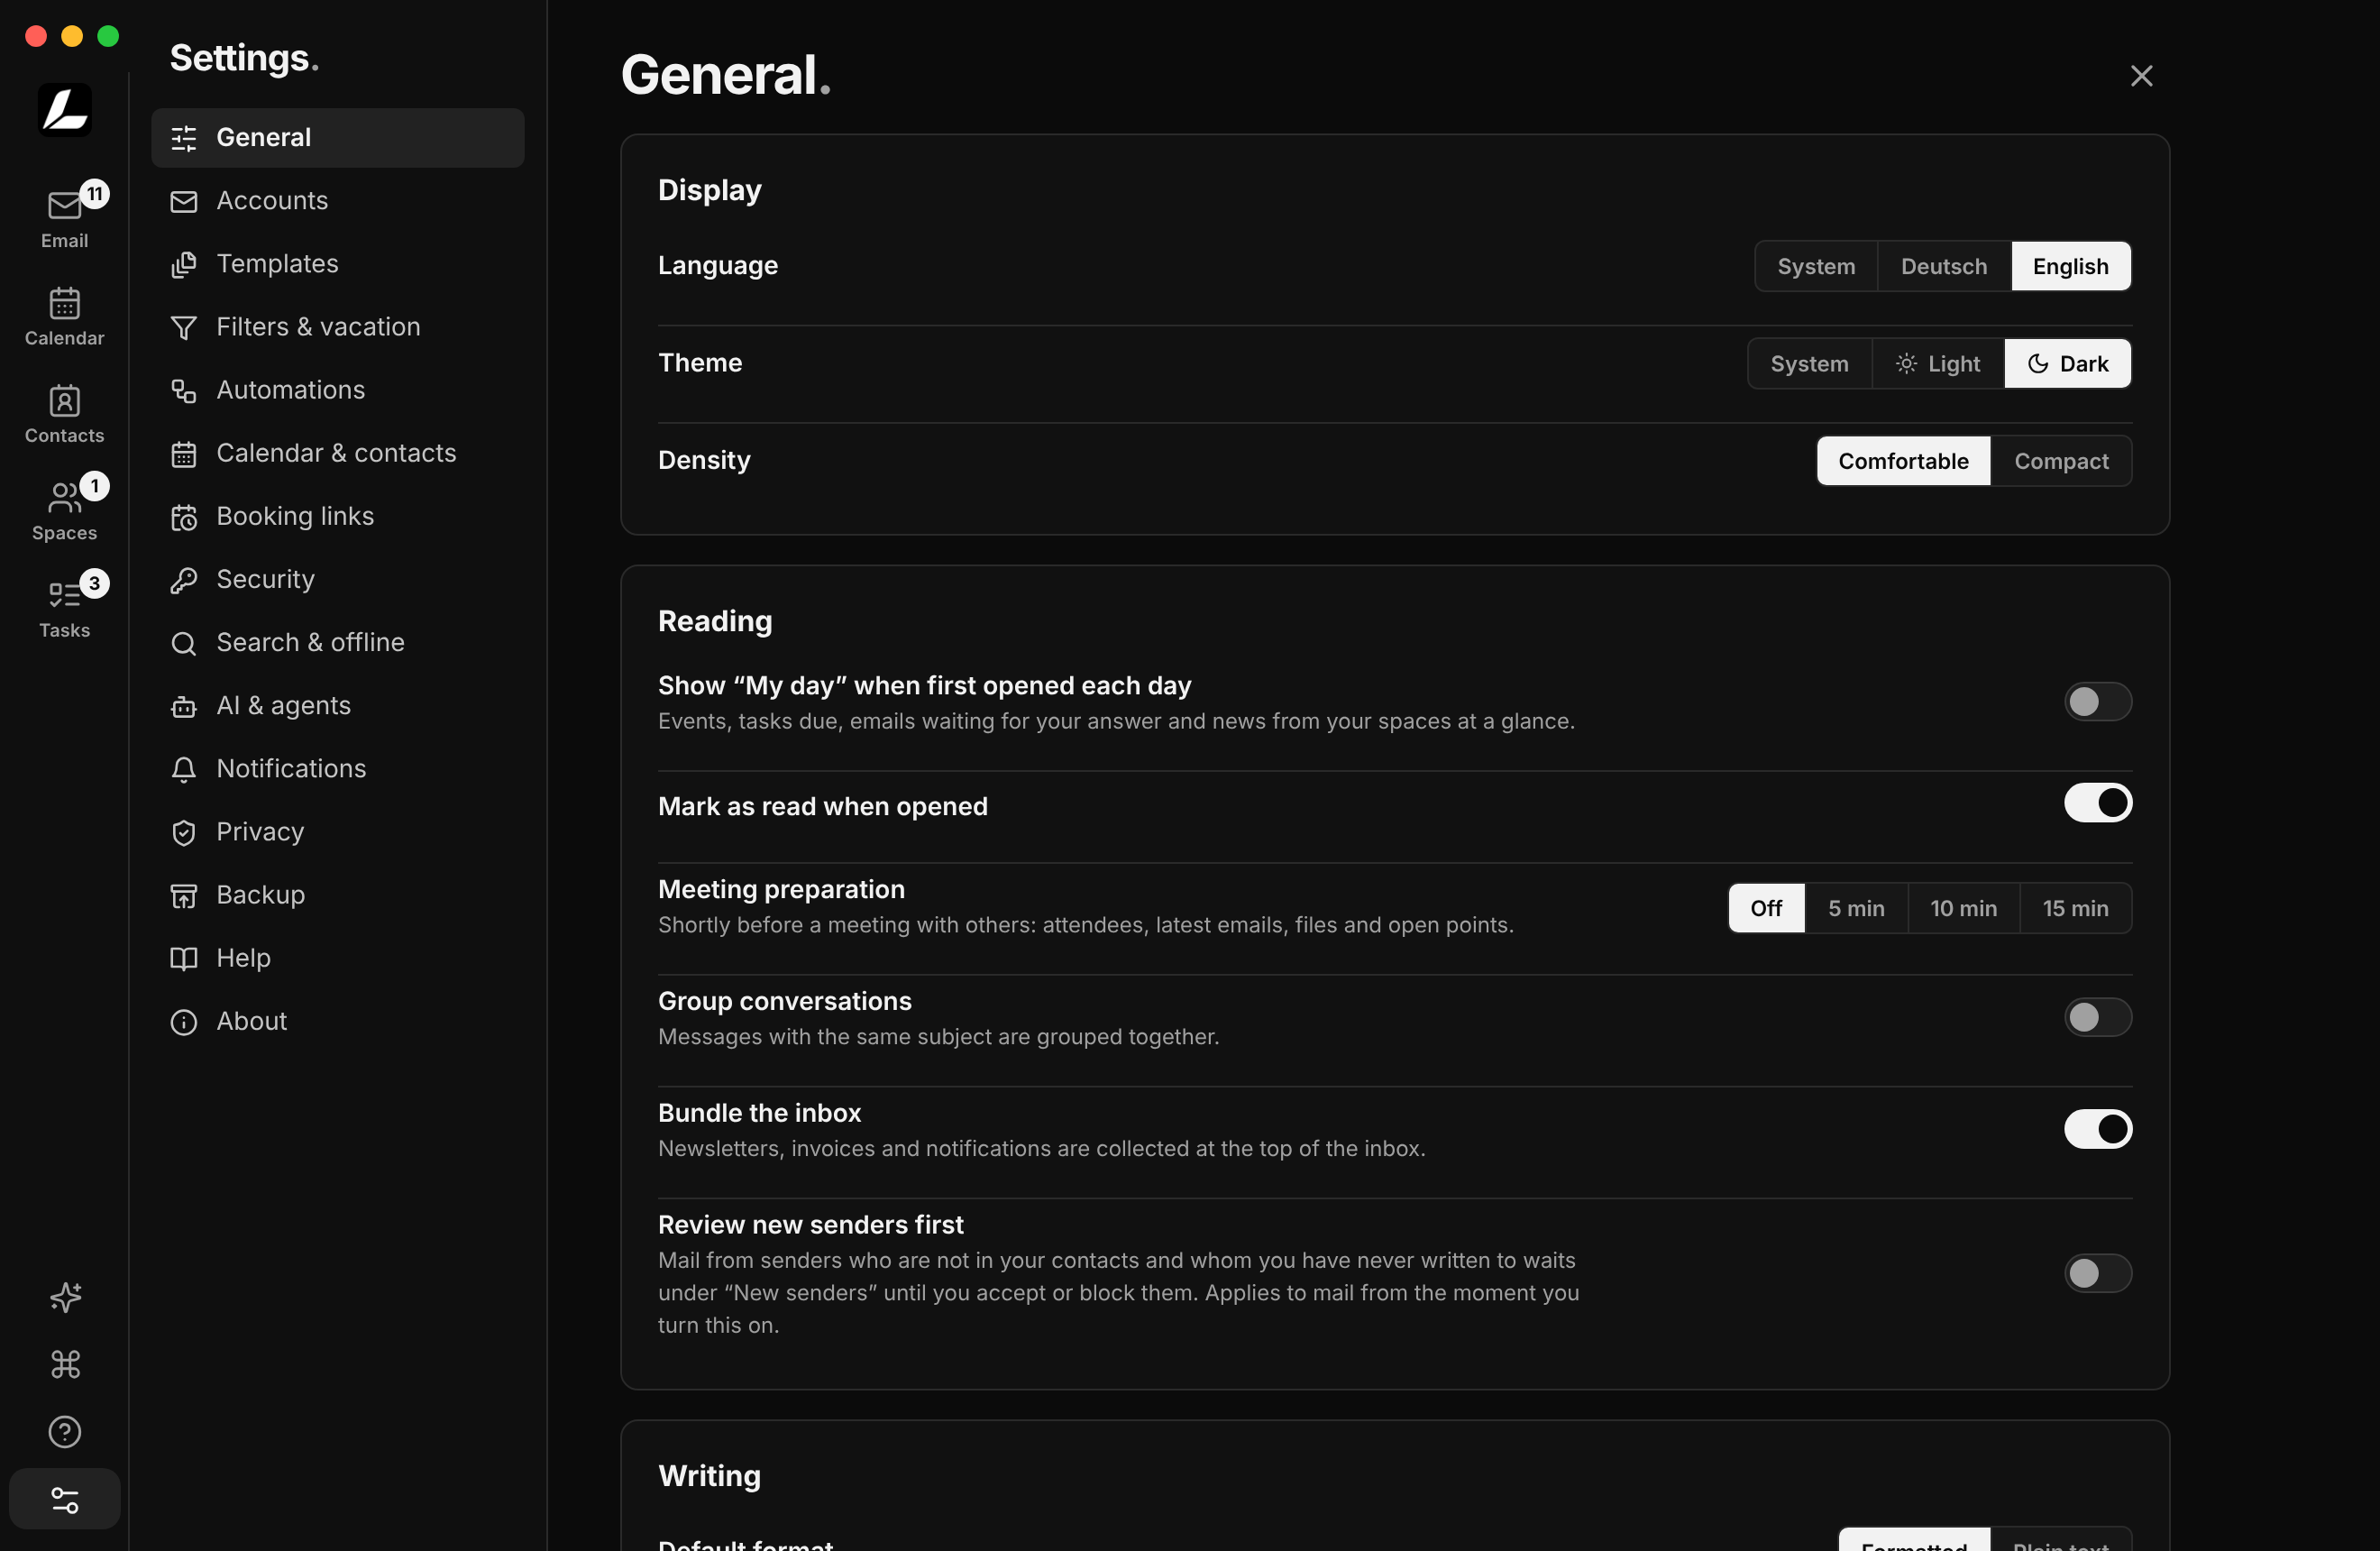 Settings.
General
Accounts
Templates
Filters & vacation
Automations
Calendar & contacts
Booking links
Security
Search & offline
AI & agents
Notifications
Privacy
Backup
Help
About
11
Email
Calendar
Contacts
1
Spaces
3
Tasks
General.
Display
Language
System Deutsch English
Theme
System Light Dark
Density
Comfortable Compact
Reading
Show “My day” when first opened each day
Events, tasks due, emails waiting for your answer and news from your spaces at a glance.
Mark as read when opened
Meeting preparation
Shortly before a meeting with others: attendees, latest emails, files and open points.
Off 5 min 10 min 15 min
Group conversations
Messages with the same subject are grouped together.
Bundle the inbox
Newsletters, invoices and notifications are collected at the top of the inbox.
Review new senders first
Mail from senders who are not in your contacts and whom you have never written to waits
under “New senders” until you accept or block them. Applies to mail from the moment you
turn this on.
Writing
Default format
Formatted Plain text